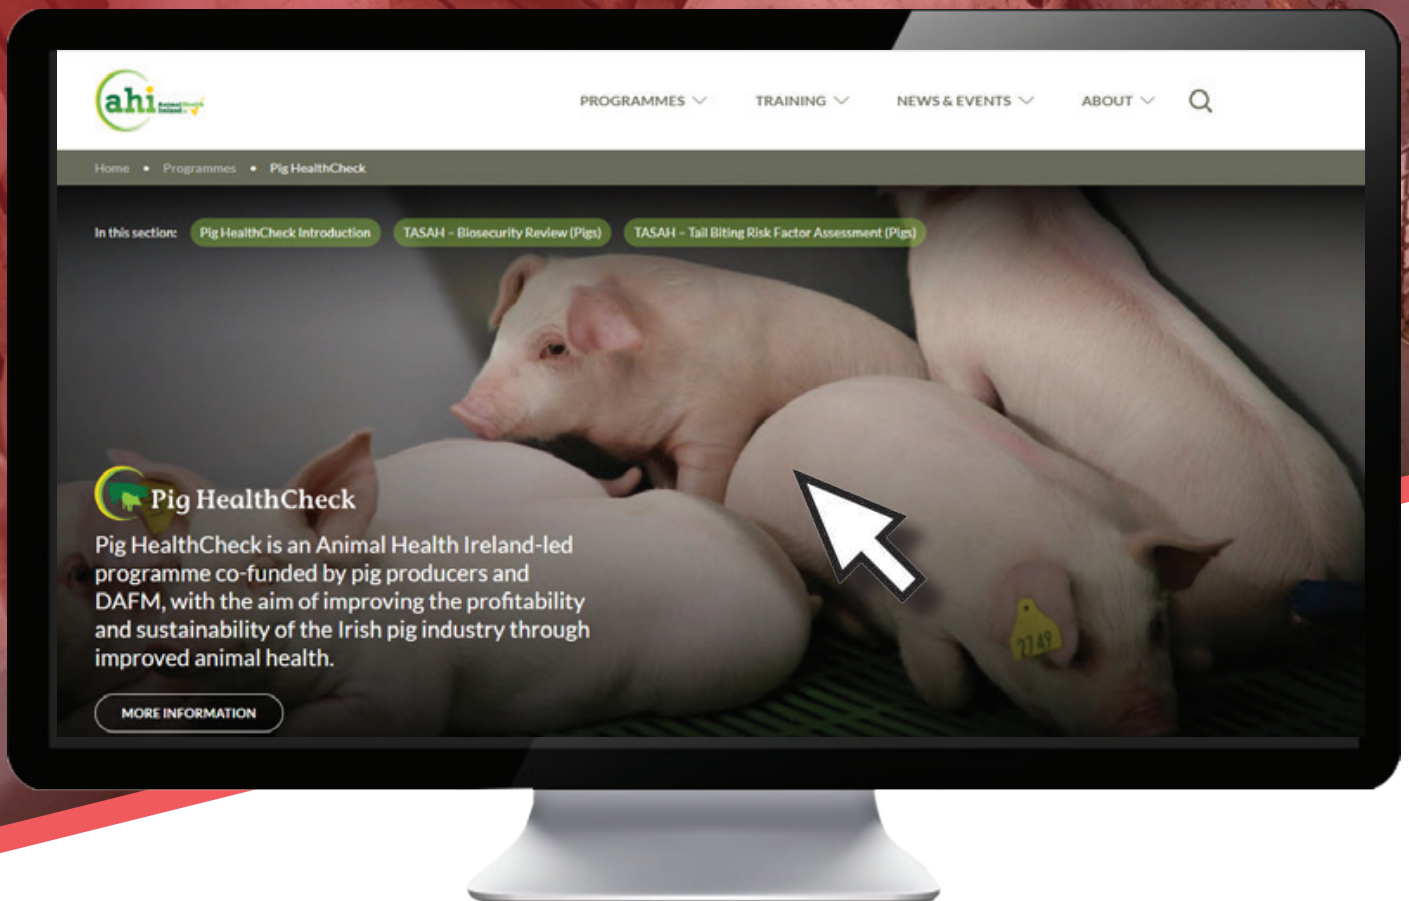 ahi Animal Health
Ireland
PROGRAMMES TRAINING NEWS & EVENTS ABOUT
Home • Programmes • Pig HealthCheck
In this section: Pig HealthCheck Introduction TASAH – Biosecurity Review (Pigs) TASAH – Tail Biting Risk Factor Assessment (Pigs)
Pig HealthCheck
Pig HealthCheck is an Animal Health Ireland-led
programme co-funded by pig producers and
DAFM, with the aim of improving the profitability
and sustainability of the Irish pig industry through
improved animal health.
2749
MORE INFORMATION